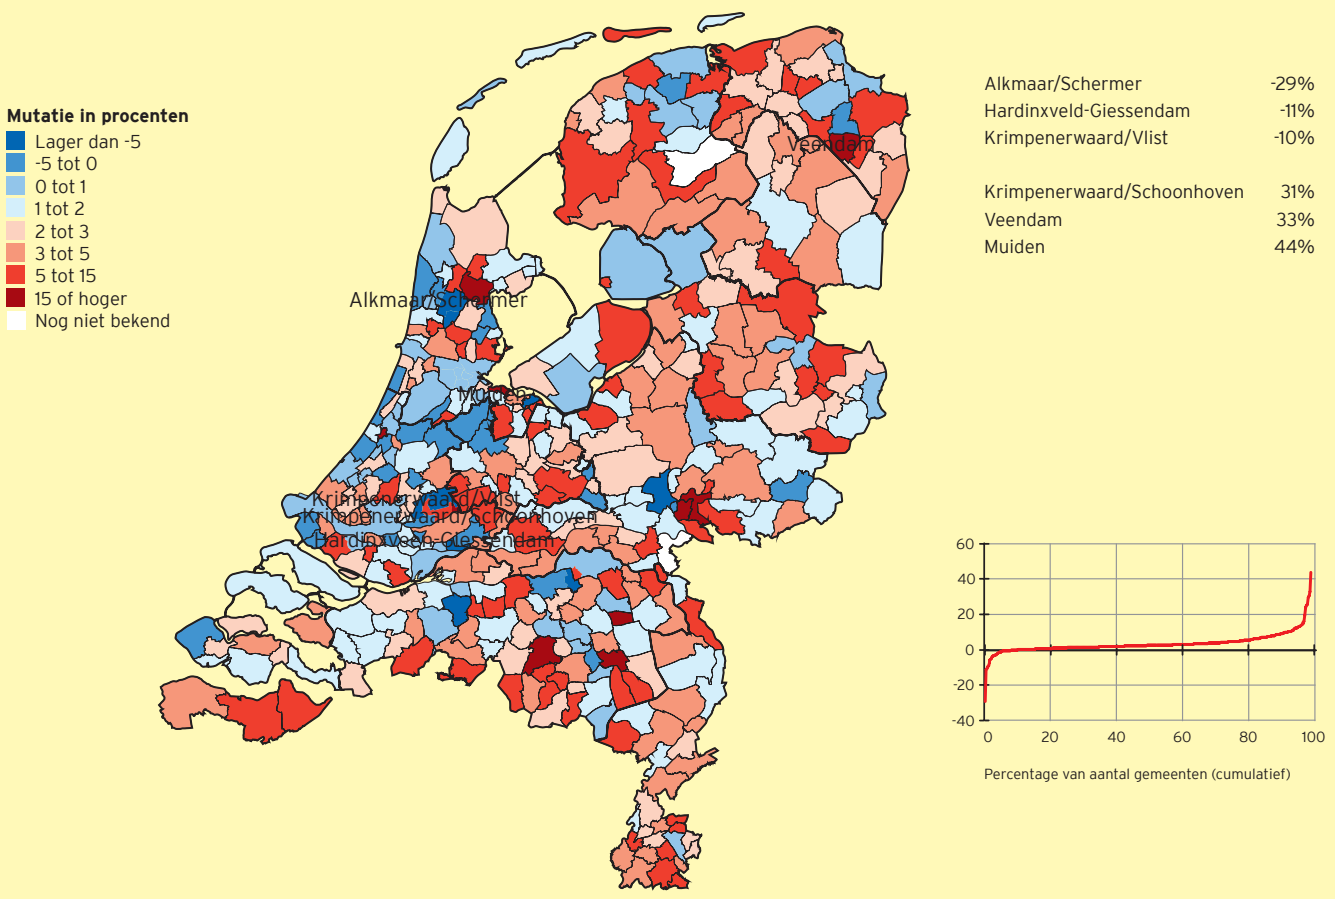 Mutatie in procenten
Lager dan -5
-5 tot 0
0 tot 1
1 tot 2
2 tot 3
3 tot 5
5 tot 15
15 of hoger
Nog niet bekend
Veendam
Alkmaar/Schermer
Muiden
Krimpenerwaard/Vlist
Krimpenerwaard/Schoonhoven
Hardinxveen-Giessendam
Alkmaar/Schermer -29%
Hardinxveld-Giessendam -11%
Krimpenerwaard/Vlist -10%
Krimpenerwaard/Schoonhoven 31%
Veendam 33%
Muiden 44%
60
40
20
0
-20
-40
0 20 40 60 80 100
Percentage van aantal gemeenten (cumulatief)